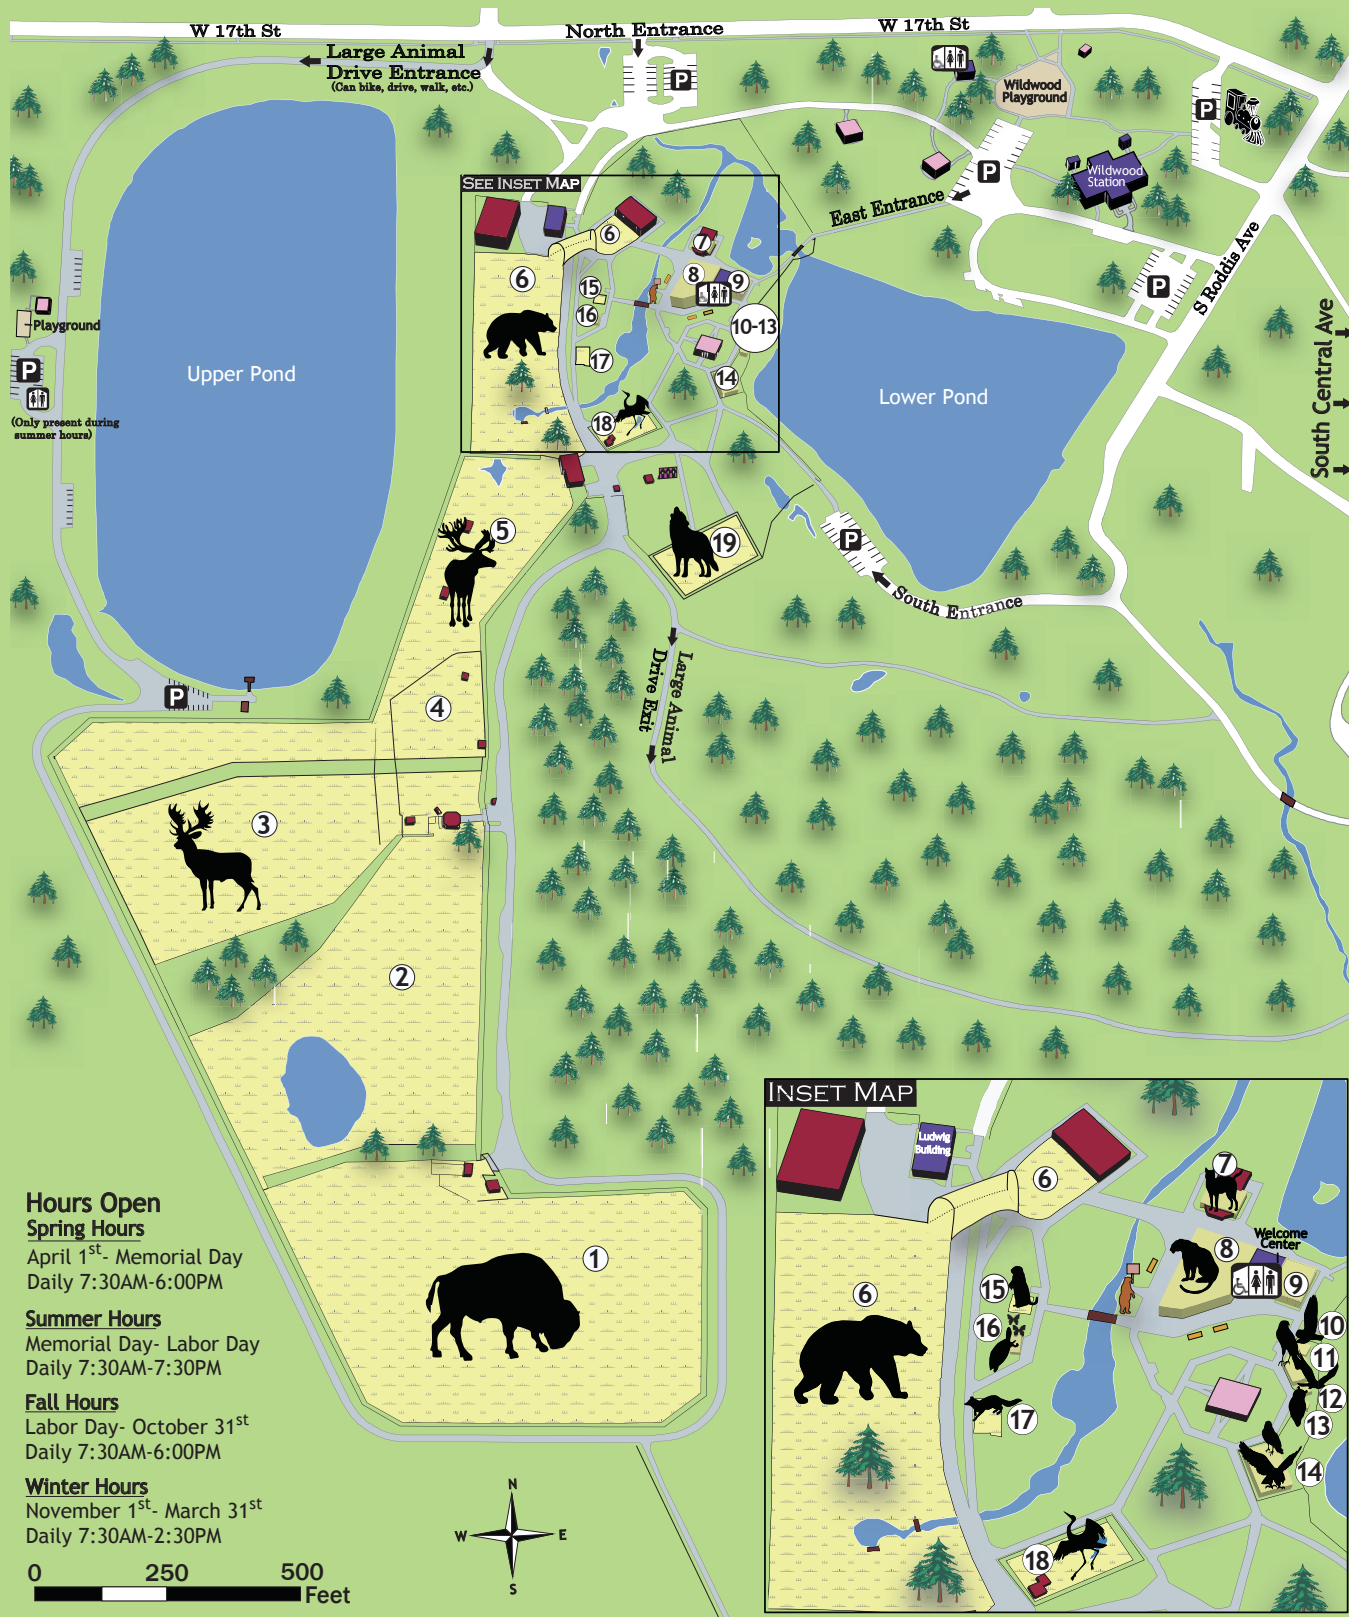 W 17th St
North Entrance
W 17th St
Large Animal
Drive Entrance
(Can bike, drive, walk, etc.)
P
Wildwood
Playground
P
P
Wildwood
Station
SEE INSET MAP
East Entrance
6
7
6
8
9
15
16
10-13
17
14
18
P
S Roddis Ave
South Central Ave
Playground
P
(Only present during
summer hours)
Upper Pond
Lower Pond
5
19
P
South Entrance
Large Animal
Drive Exit
P
4
3
2
1
INSET MAP
Ludwig
Building
6
7
8
Welcome
Center
9
6
15
16
10
11
12
13
17
14
18
Hours Open
Spring Hours
April 1st- Memorial Day
Daily 7:30AM-6:00PM
Summer Hours
Memorial Day- Labor Day
Daily 7:30AM-7:30PM
Fall Hours
Labor Day- October 31st
Daily 7:30AM-6:00PM
Winter Hours
November 1st- March 31st
Daily 7:30AM-2:30PM
0 250 500
Feet
N
W E
S